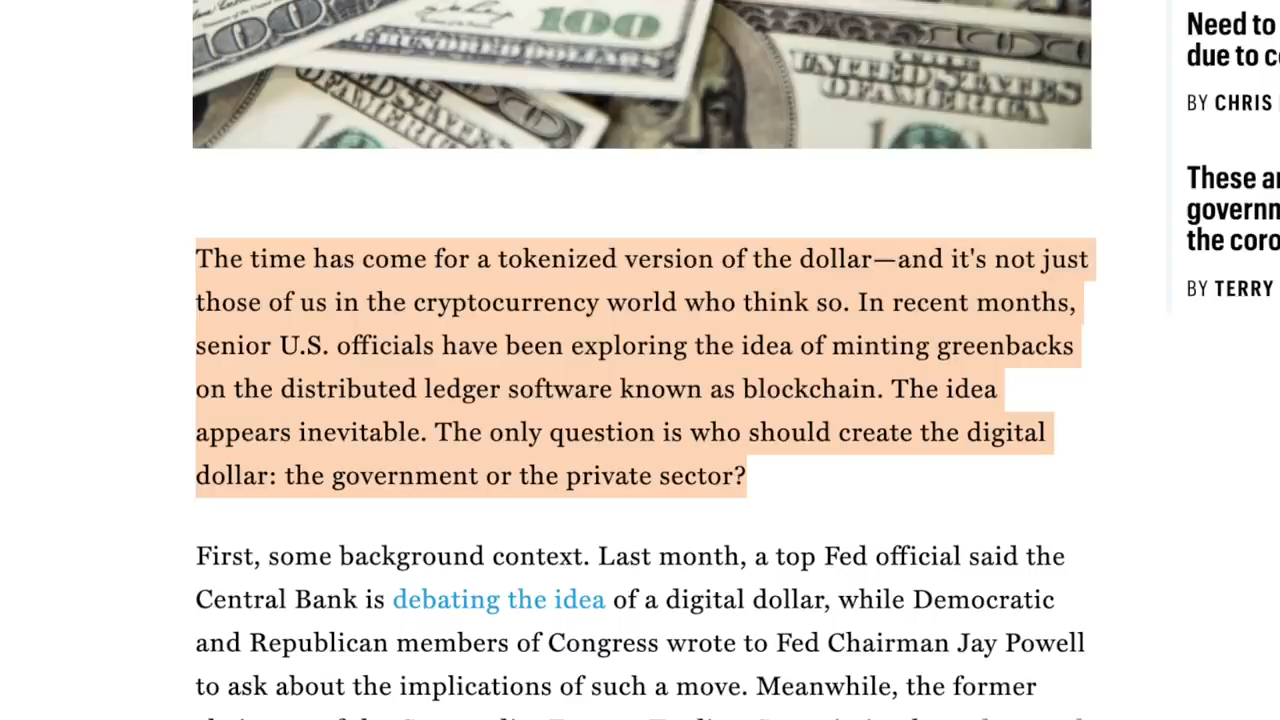 100
100
HUNDRED DOLLARS
UNITED STATES
OF AMERICA
The time has come for a tokenized version of the dollar—and it's not just
those of us in the cryptocurrency world who think so. In recent months,
senior U.S. officials have been exploring the idea of minting greenbacks
on the distributed ledger software known as blockchain. The idea
appears inevitable. The only question is who should create the digital
dollar: the government or the private sector?
First, some background context. Last month, a top Fed official said the
Central Bank is debating the idea of a digital dollar, while Democratic
and Republican members of Congress wrote to Fed Chairman Jay Powell
to ask about the implications of such a move. Meanwhile, the former
Need to
due to c
BY CHRIS
These a
governm
the coro
BY TERRY